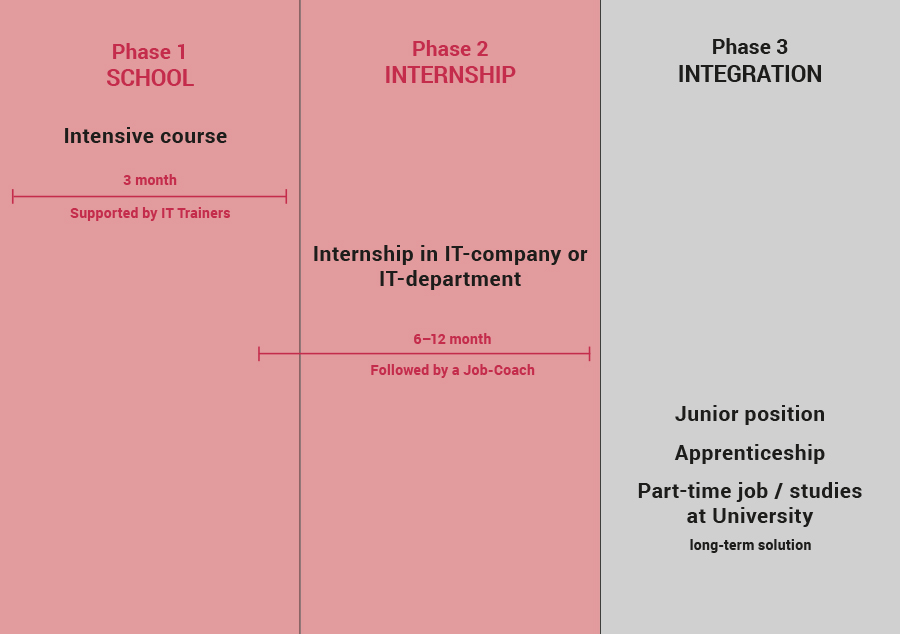 Phase 1
SCHOOL
Intensive course
3 month
Supported by IT Trainers
Phase 2
INTERNSHIP
Internship in IT-company or
IT-department
6–12 month
Followed by a Job-Coach
Phase 3
INTEGRATION
Junior position
Apprenticeship
Part-time job / studies
at University
long-term solution